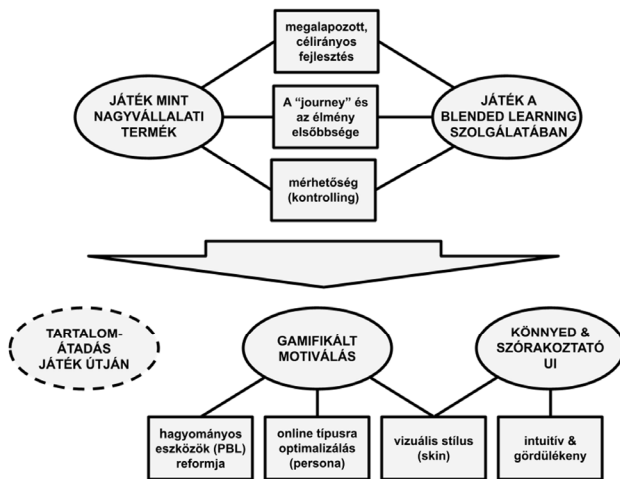 megalapozott,
célirányos
fejlesztés
JÁTÉK MINT
NAGYVÁLLALATI
TERMÉK
A “journey” és
az élmény
elsőbbsége
JÁTÉK A
BLENDED LEARNING
SZOLGÁLATÁBAN
mérhetőség
(kontrolling)
TARTALOM-
ÁTADÁS
JÁTÉK ÚTJÁN
GAMIFIKÁLT
MOTIVÁLÁS
KÖNNYED &
SZÓRAKOZTATÓ
UI
hagyományos
eszközök (PBL)
reformja
online típusra
optimalizálás
(persona)
vizuális stílus
(skin)
intuitív &
gördülékeny